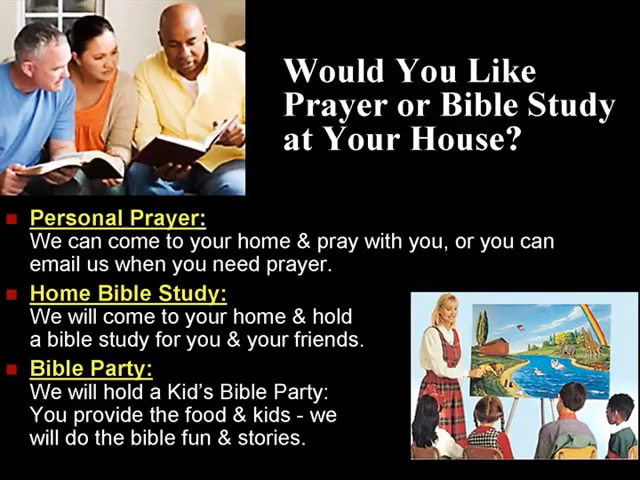 Would You Like
Prayer or Bible Study
at Your House?
Personal Prayer:
We can come to your home & pray with you, or you can
email us when you need prayer.
Home Bible Study:
We will come to your home & hold
a bible study for you & your friends.
Bible Party:
We will hold a Kid's Bible Party:
You provide the food & kids - we
will do the bible fun & stories.